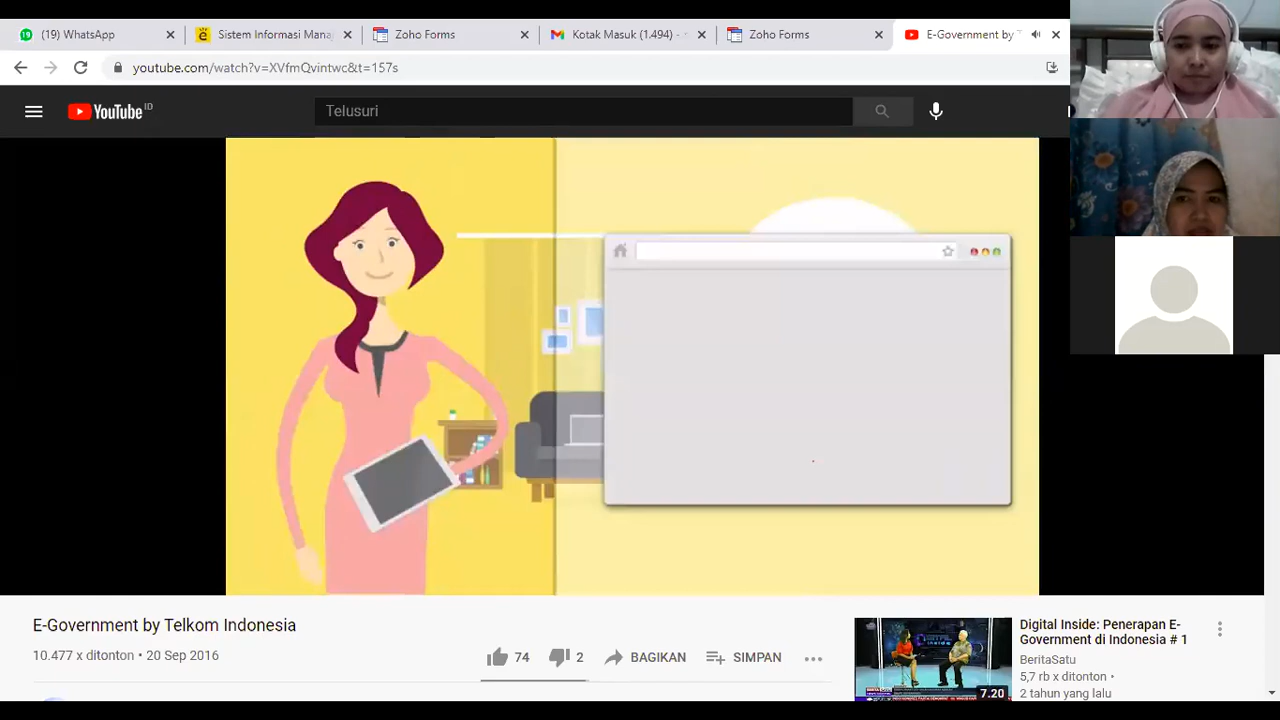 (19) WhatsApp
Sistem Informasi Mana
Zoho Forms
Kotak Masuk (1.494) -
Zoho Forms
E-Government by T
youtube.com/watch?v=XVfmQvintwc&t=157s
YouTube ID
Telusuri
E-Government by Telkom Indonesia
10.477 x ditonton • 20 Sep 201
74
2
BAGIKAN
SIMPAN
Digital Inside: Penerapan E-
Government di Indonesia # 1
BeritaSatu
5,7 rb x ditonton •
2 tahun yang lalu
7.20